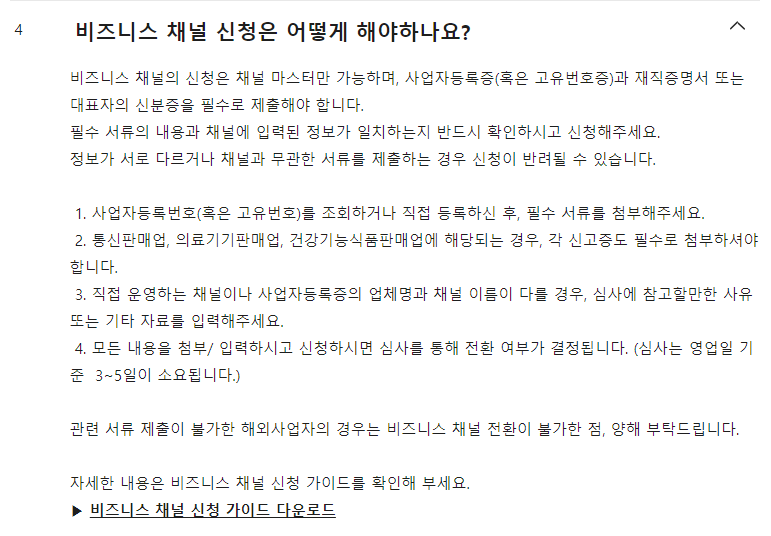 4 비즈니스 채널 신청은 어떻게 해야하나요?
비즈니스 채널의 신청은 채널 마스터만 가능하며, 사업자등록증(혹은 고유번호증)과 재직증명서 또는
대표자의 신분증을 필수로 제출해야 합니다.
필수 서류의 내용과 채널에 입력된 정보가 일치하는지 반드시 확인하시고 신청해주세요.
정보가 서로 다르거나 채널과 무관한 서류를 제출하는 경우 신청이 반려될 수 있습니다.
1. 사업자등록번호(혹은 고유번호)를 조회하거나 직접 등록하신 후, 필수 서류를 첨부해주세요.
2. 통신판매업, 의료기기판매업, 건강기능식품판매업에 해당되는 경우, 각 신고증도 필수로 첨부하셔야
합니다.
3. 직접 운영하는 채널이나 사업자등록증의 업체명과 채널 이름이 다를 경우, 심사에 참고할만한 사유
또는 기타 자료를 입력해주세요.
4. 모든 내용을 첨부/ 입력하시고 신청하시면 심사를 통해 전환 여부가 결정됩니다. (심사는 영업일 기
준 3~5일이 소요됩니다.)
관련 서류 제출이 불가한 해외사업자의 경우는 비즈니스 채널 전환이 불가한 점, 양해 부탁드립니다.
자세한 내용은 비즈니스 채널 신청 가이드를 확인해 부세요.
▶ 비즈니스 채널 신청 가이드 다운로드